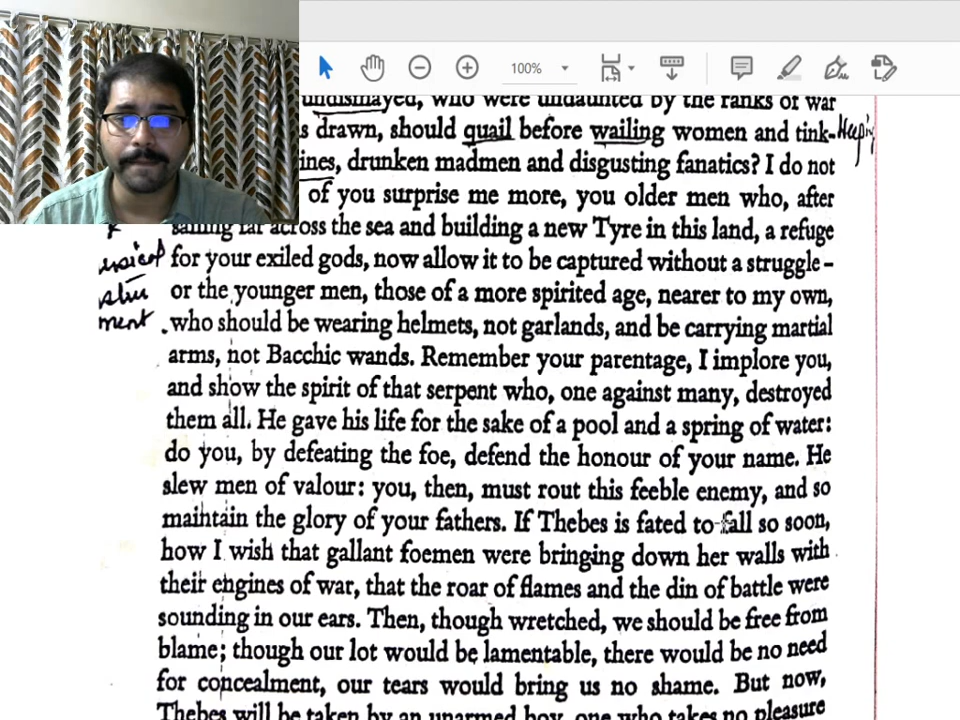 100%
undismayed, who were undaunted by the ranks of war
s drawn, should quail before wailing women and tink-
ines, drunken madmen and disgusting fanatics? I do not
of you surprise me more, you older men who, after
sailing far across the sea and building a new Tyre in this land, a refuge
for your exiled gods, now allow it to be captured without a struggle –
or the younger men, those of a more spirited age, nearer to my own,
ment . who should be wearing helmets, not garlands, and be carrying martial
arms, not Bacchic wands. Remember your parentage, I implore you,
and show the spirit of that serpent who, one against many, destroyed
them all. He gave his life for the sake of a pool and a spring of water:
do you, by defeating the foe, defend the honour of your name. He
slew men of valour: you, then, must rout this feeble enemy, and so
maintain the glory of your fathers. If Thebes is fated to fall so soon,
how I wish that gallant foemen were bringing down her walls with
their engines of war, that the roar of flames and the din of battle were
sounding in our ears. Then, though wretched, we should be free from
blame; though our lot would be lamentable, there would be no need
for concealment, our tears would bring us no shame. But now,
Thebes will be taken by an unarmed boy, one who takes no pleasure